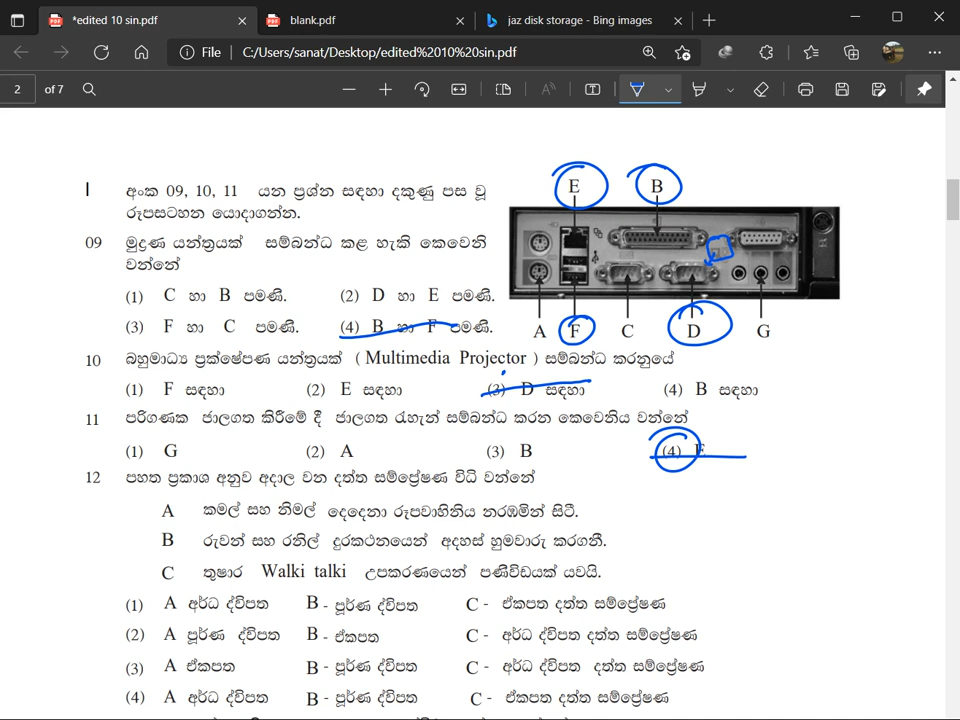 *edited 10 sin.pdf
blank.pdf
jaz disk storage - Bing images
File
C:/Users/sanat/Desktop/edited%2010%20sin.pdf
2 of 7
I අංක 09, 10, 11 යන ප්‍රශ්න සඳහා දකුණු පස වූ
රූපසටහන යොදාගන්න.
E B
09 මුද්‍රණ යන්ත්‍රයක් සම්බන්ධ කළ හැකි කෙවෙනි
වන්නේ
(1) C හා B පමණි. (2) D හා E පමණි.
(3) F හා C පමණි. (4) B හා F පමණි.
A F C D G
10 බහුමාධ්‍ය ප්‍රක්ෂේපණ යන්ත්‍රයක් ( Multimedia Projector ) සම්බන්ධ කරනුයේ
(1) F සඳහා (2) E සඳහා (3) D සඳහා (4) B සඳහා
11 පරිගණක ජාලගත කිරීමේ දී ජාලගත රැහැන් සම්බන්ධ කරන කෙවෙනිය වන්නේ
(1) G (2) A (3) B (4) E
12 පහත ප්‍රකාශ අනුව අදාල වන දත්ත සම්ප්‍රේෂණ විධි වන්නේ
A කමල් සහ නිමල් දෙදෙනා රූපවාහිනිය නරඹමින් සිටී.
B රුවන් සහ රනිල් දුරකථනයෙන් අදහස් හුමවාරු කරගනී.
C තුෂාර Walki talki උපකරණයෙන් පණිවිඩයක් යවයි.
(1) A අර්ධ ද්විපත B - පූර්ණ ද්විපත C - ඒකපත දත්ත සම්ප්‍රේෂණ
(2) A පූර්ණ ද්විපත B - ඒකපත C - අර්ධ ද්විපත දත්ත සම්ප්‍රේෂණ
(3) A ඒකපත B - පූර්ණ ද්විපත C - අර්ධ ද්විපත දත්ත සම්ප්‍රේෂණ
(4) A අර්ධ ද්විපත B - පූර්ණ ද්විපත C - ඒකපත දත්ත සම්ප්‍රේෂණ